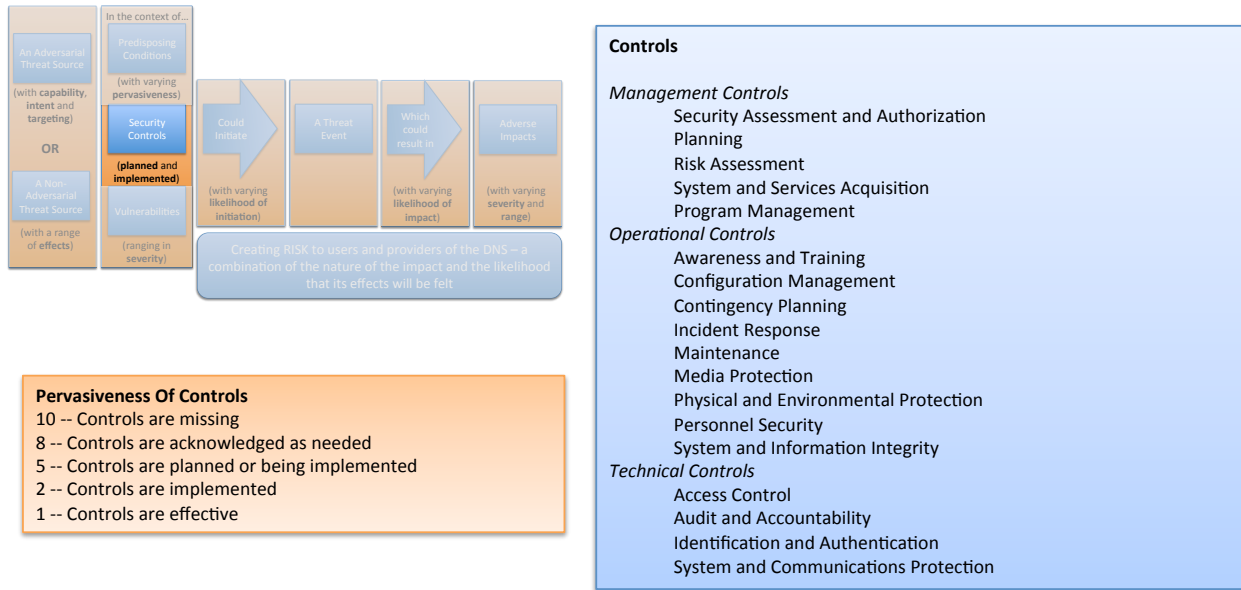 An Adversarial
Threat Source
(with capability,
intent and
targeting)
OR
A Non-
Adversarial
Threat Source
(with a range
of effects)
In the context of...
Predisposing
Conditions
(with varying
pervasiveness)
Security
Controls
(planned and
implemented)
Vulnerabilities
(ranging in
severity)
Could
Initiate
(with varying
likelihood of
initiation)
A Threat
Event
Which
could
result in
(with varying
likelihood of
impact)
Adverse
Impacts
(with varying
severity and
range)
Creating RISK to users and providers of the DNS – a
combination of the nature of the impact and the likelihood
that its effects will be felt
Pervasiveness Of Controls
10 -- Controls are missing
8 -- Controls are acknowledged as needed
5 -- Controls are planned or being implemented
2 -- Controls are implemented
1 -- Controls are effective
Controls
Management Controls
Security Assessment and Authorization
Planning
Risk Assessment
System and Services Acquisition
Program Management
Operational Controls
Awareness and Training
Configuration Management
Contingency Planning
Incident Response
Maintenance
Media Protection
Physical and Environmental Protection
Personnel Security
System and Information Integrity
Technical Controls
Access Control
Audit and Accountability
Identification and Authentication
System and Communications Protection